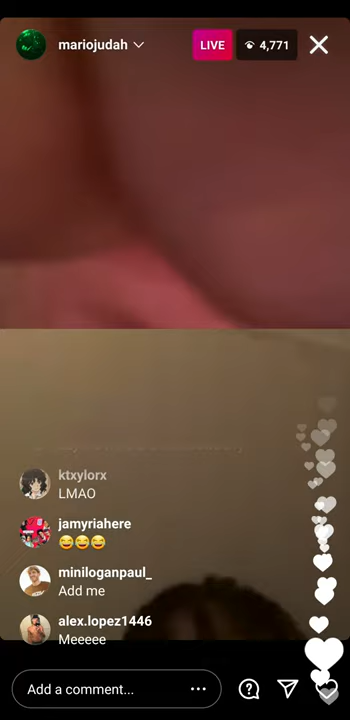 mariojudah
LIVE
4,771
ktxylorx
LMAO
jamyriahere
😂😂😂
miniloganpaul_
Add me
alex.lopez1446
Meeeee
Add a comment...